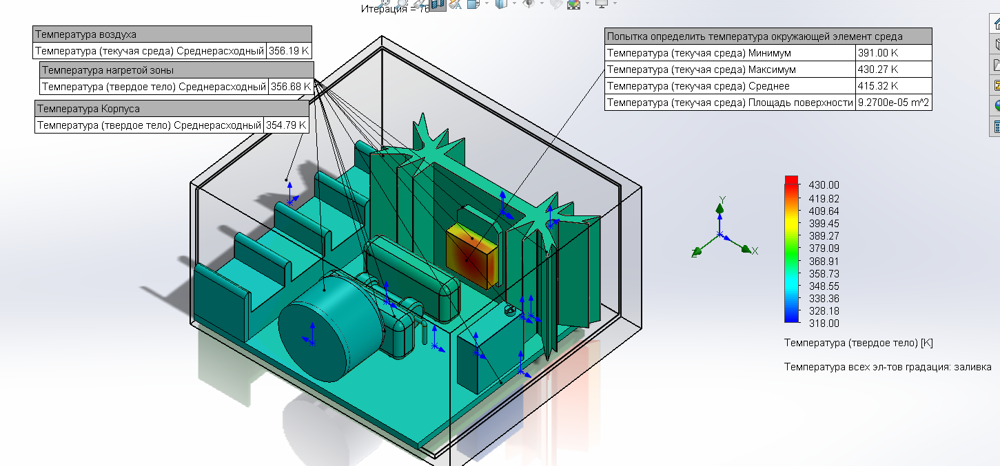 Итерация = 76
Температура воздуха
Температура (текучая среда) Среднерасходный 356.19 K
Температура нагретой зоны
Температура (твердое тело) Среднерасходный 356.68 K
Температура Корпуса
Температура (твердое тело) Среднерасходный 354.79 K
Попытка определить температура окружающей элемент среда
Температура (текучая среда) Минимум 391.00 K
Температура (текучая среда) Максимум 430.27 K
Температура (текучая среда) Среднее 415.32 K
Температура (текучая среда) Площадь поверхности 9.2700e-05 m^2
Y
X
Z
430.00
419.82
409.64
399.45
389.27
379.09
368.91
358.73
348.55
338.36
328.18
318.00
Температура (твердое тело) [K]
Температура всех эл-тов градация: заливка